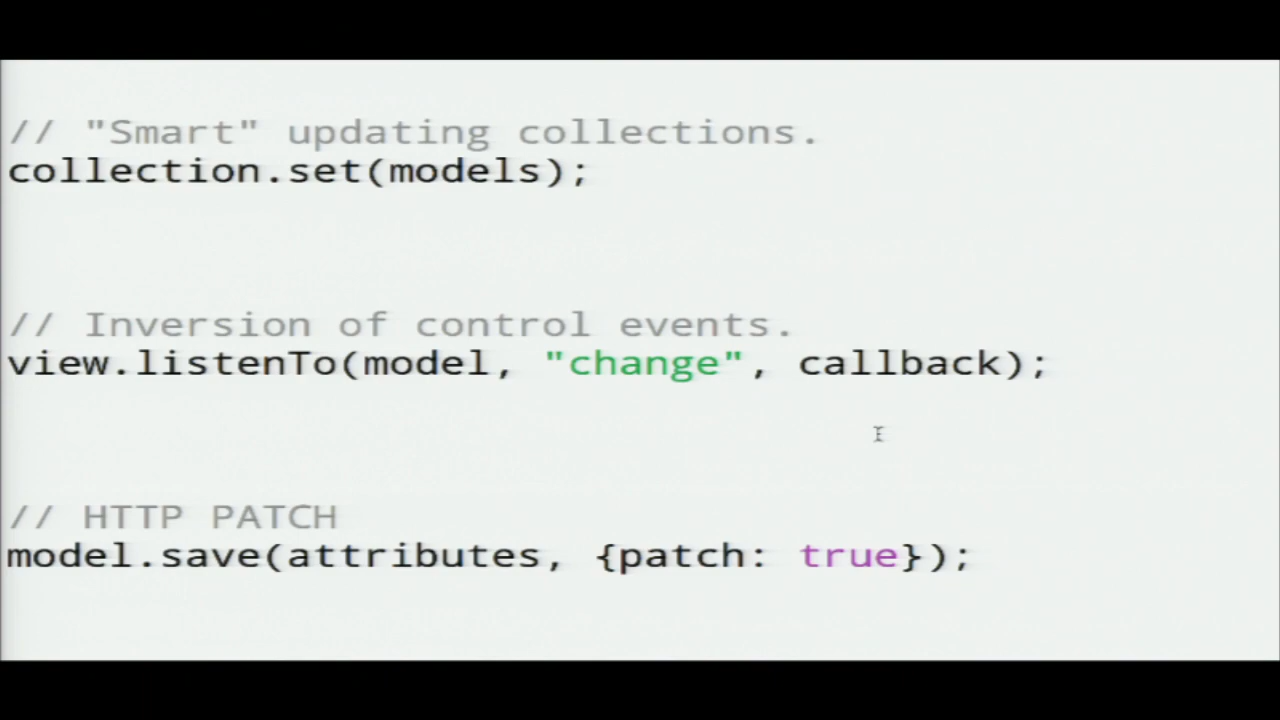 // "Smart" updating collections.
collection.set(models);
// Inversion of control events.
view.listenTo(model, "change", callback);
// HTTP PATCH
model.save(attributes, {patch: true});